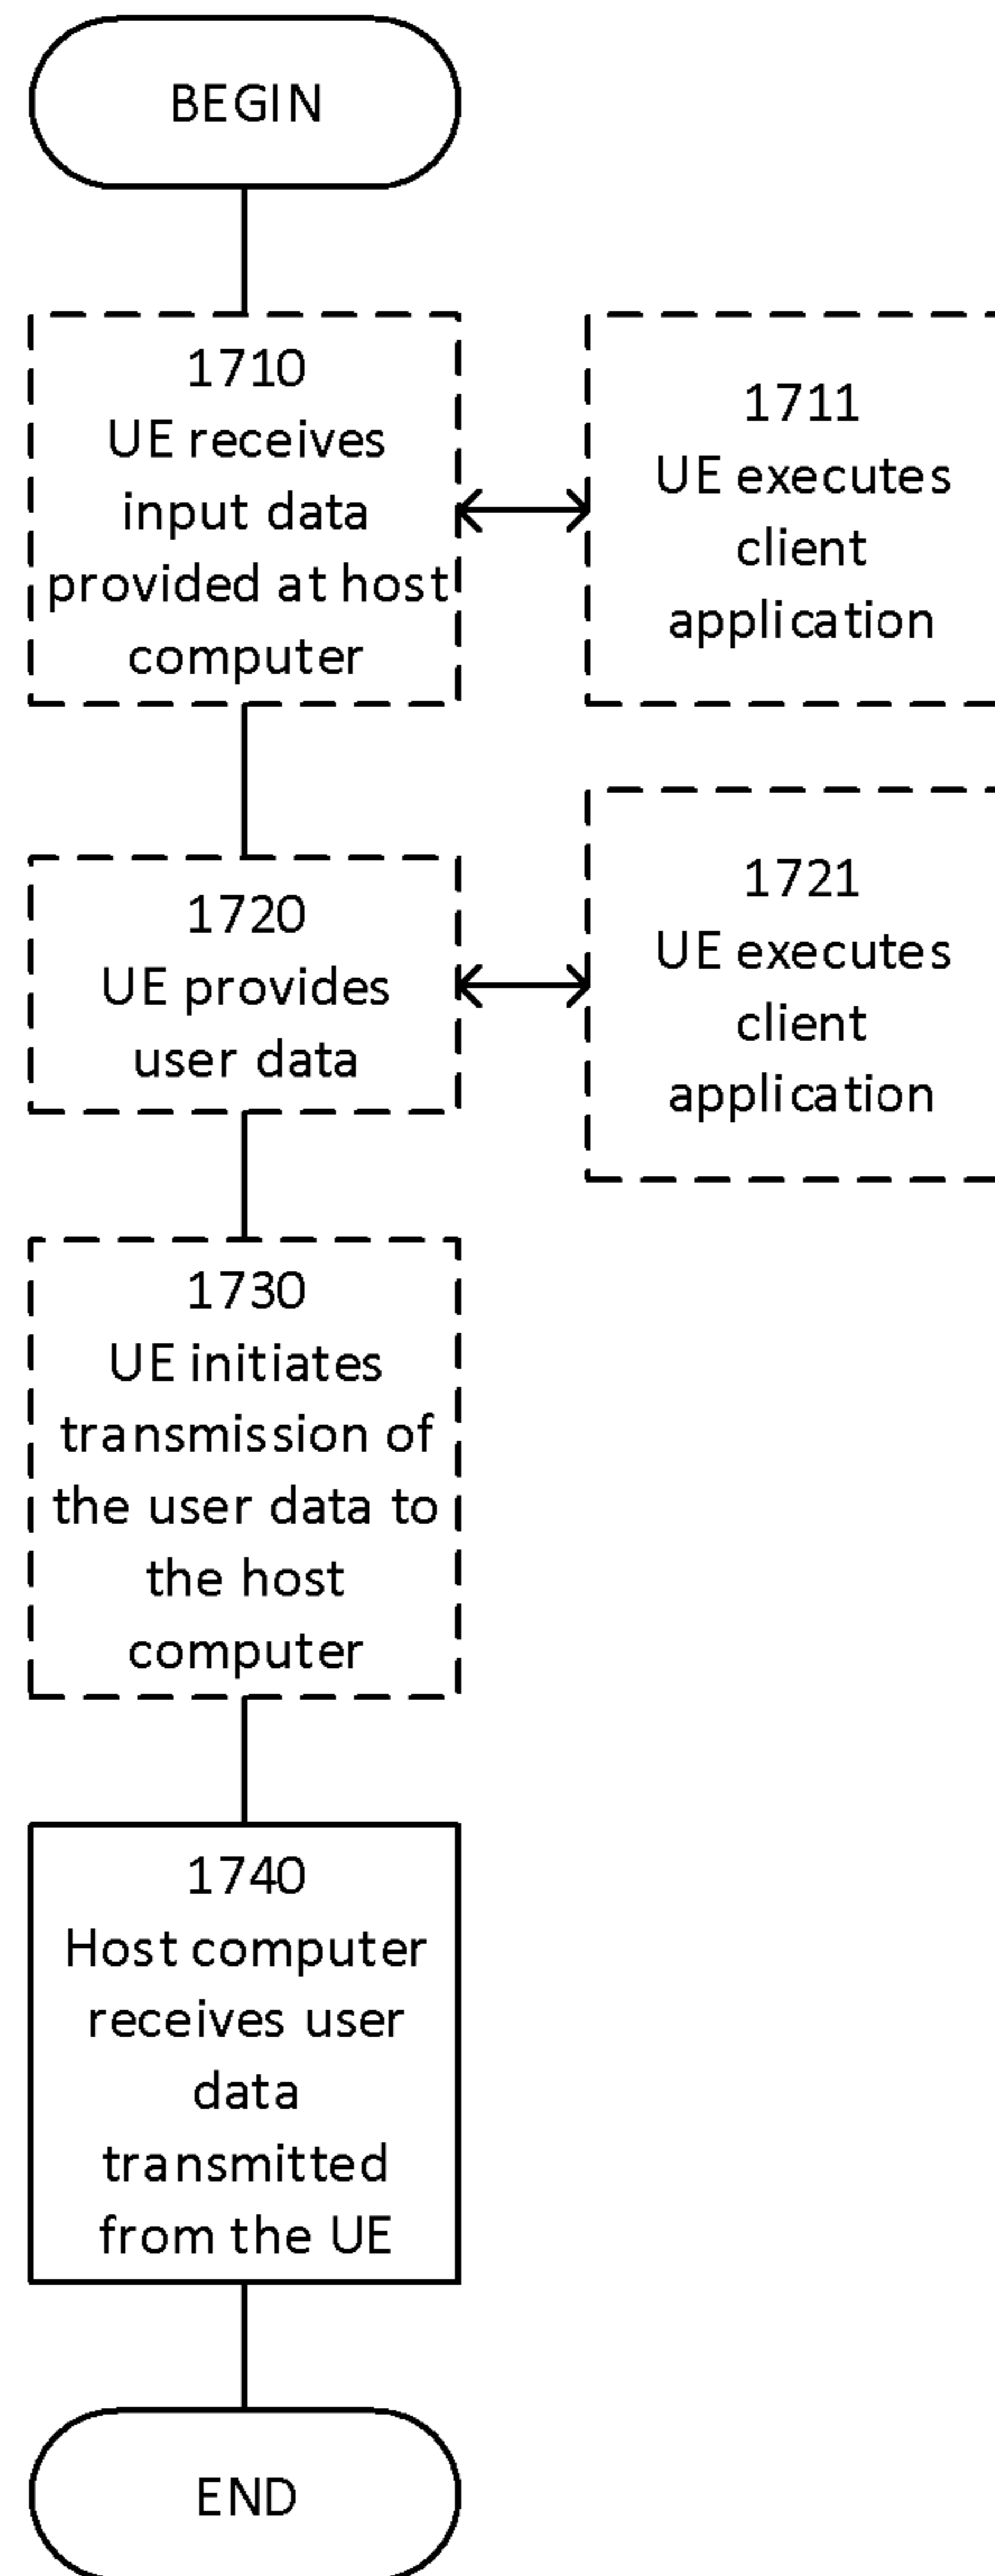 BEGIN
1710
UE receives
input data
provided at host
computer
1711
UE executes
client
application
1720
UE provides
user data
1721
UE executes
client
application
1730
UE initiates
transmission of
the user data to
the host
computer
1740
Host computer
receives user
data
transmitted
from the UE
END